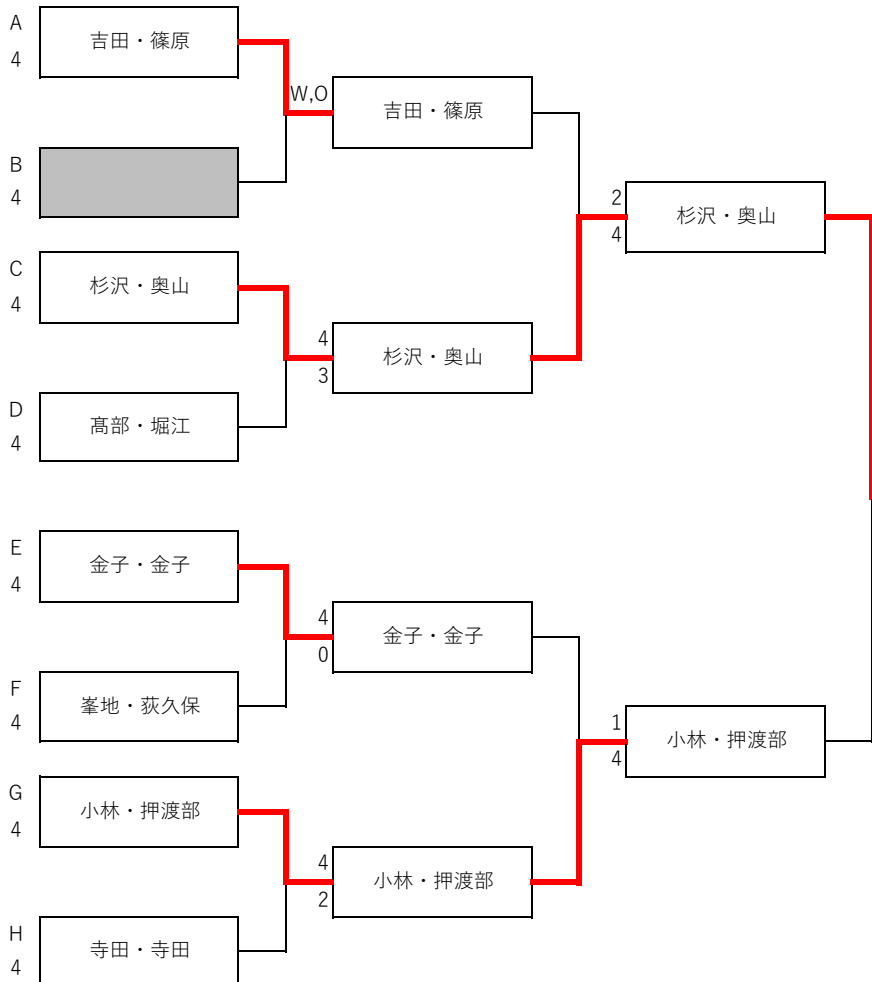 A
4
吉田・篠原
W,O
吉田・篠原
B
4
2
4
杉沢・奥山
C
4
杉沢・奥山
4
3
杉沢・奥山
D
4
髙部・堀江
E
4
金子・金子
4
0
金子・金子
F
4
峯地・荻久保
1
4
小林・押渡部
G
4
小林・押渡部
4
2
小林・押渡部
H
4
寺田・寺田